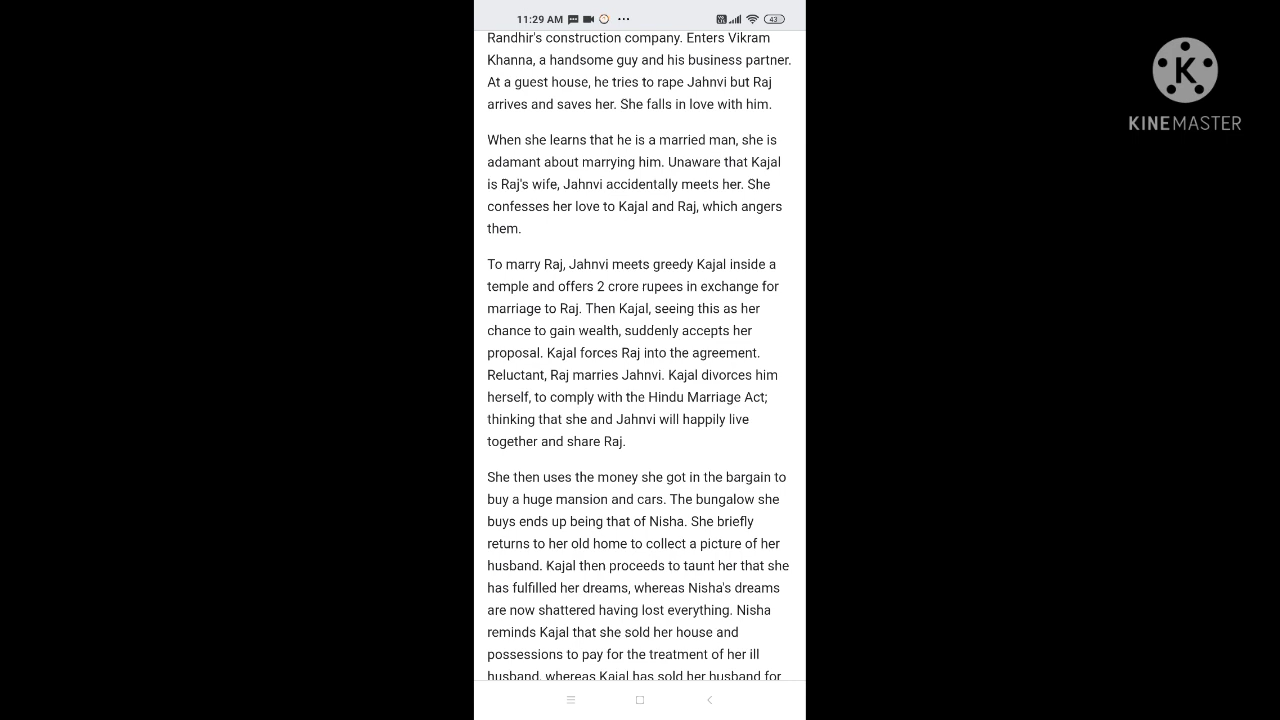 11:29 AM
43
K
KINEMASTER
Randhir's construction company. Enters Vikram
Khanna, a handsome guy and his business partner.
At a guest house, he tries to rape Jahnvi but Raj
arrives and saves her. She falls in love with him.
When she learns that he is a married man, she is
adamant about marrying him. Unaware that Kajal
is Raj's wife, Jahnvi accidentally meets her. She
confesses her love to Kajal and Raj, which angers
them.
To marry Raj, Jahnvi meets greedy Kajal inside a
temple and offers 2 crore rupees in exchange for
marriage to Raj. Then Kajal, seeing this as her
chance to gain wealth, suddenly accepts her
proposal. Kajal forces Raj into the agreement.
Reluctant, Raj marries Jahnvi. Kajal divorces him
herself, to comply with the Hindu Marriage Act;
thinking that she and Jahnvi will happily live
together and share Raj.
She then uses the money she got in the bargain to
buy a huge mansion and cars. The bungalow she
buys ends up being that of Nisha. She briefly
returns to her old home to collect a picture of her
husband. Kajal then proceeds to taunt her that she
has fulfilled her dreams, whereas Nisha's dreams
are now shattered having lost everything. Nisha
reminds Kajal that she sold her house and
possessions to pay for the treatment of her ill
husband, whereas Kajal has sold her husband for